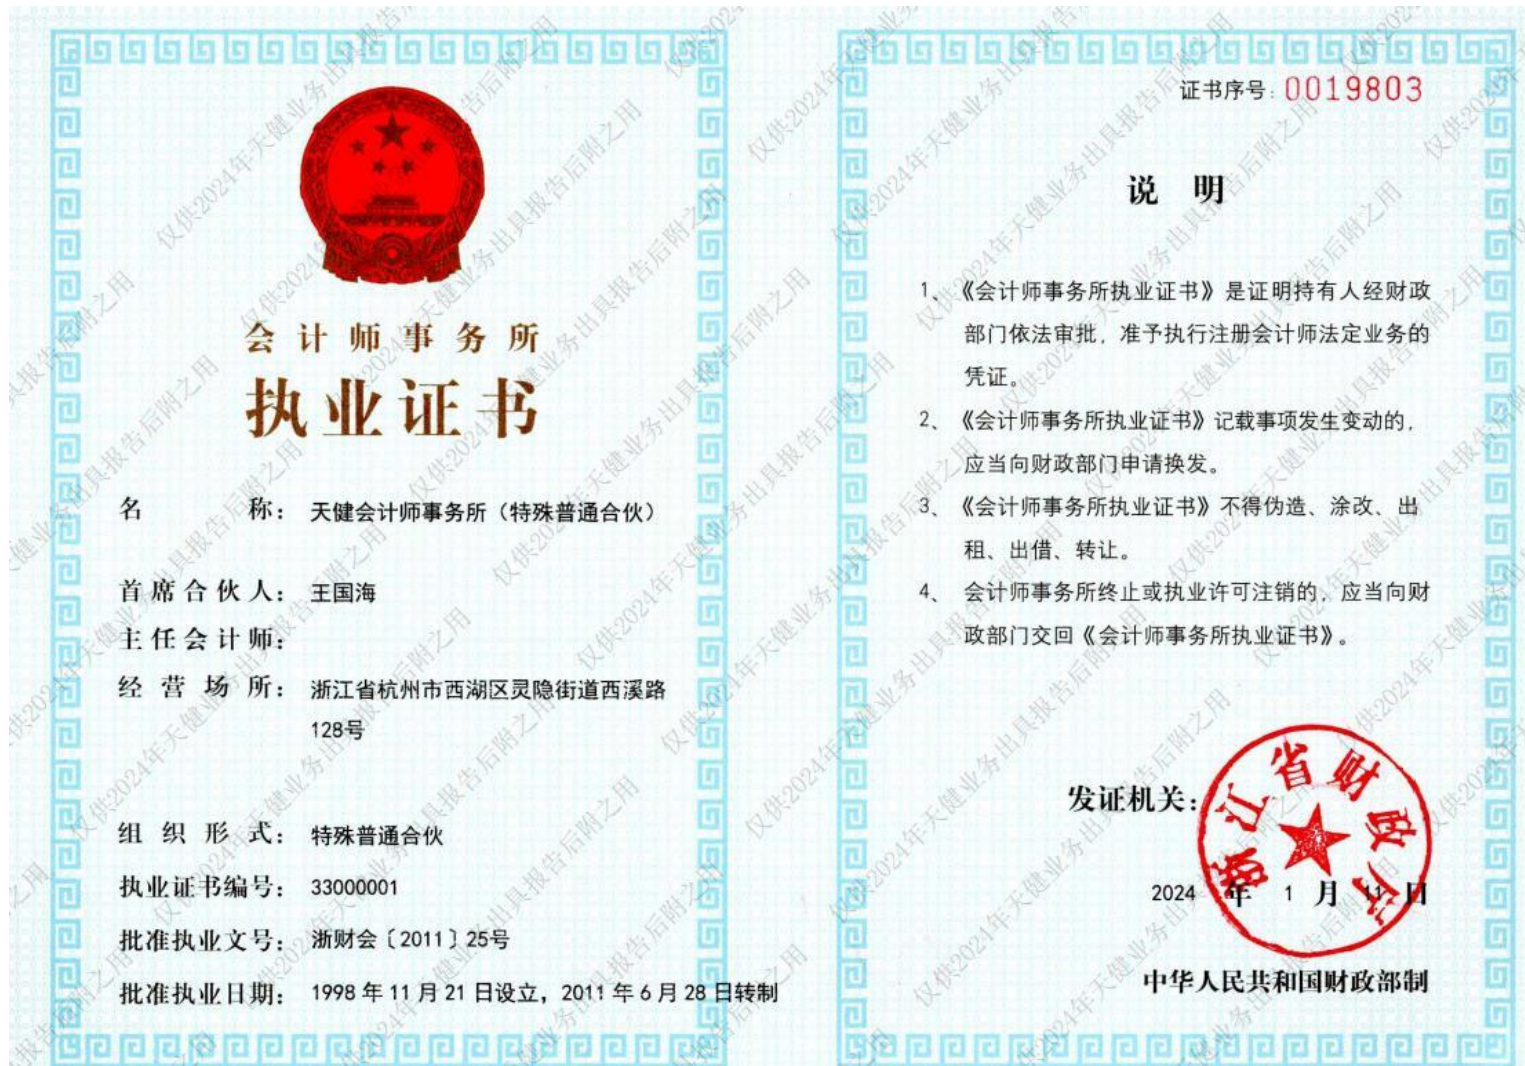 会计师事务所
执业证书
名称：天健会计师事务所（特殊普通合伙）
首席合伙人：王国海
主任会计师：
经营场所：浙江省杭州市西湖区灵隐街道西溪路
128号
组织形式：特殊普通合伙
执业证书编号：33000001
批准执业文号：浙财会〔2011〕25号
批准执业日期：1998年11月21日设立，2011年6月28日转制
证书序号：0019803
说明
1、《会计师事务所执业证书》是证明持有人经财政
部门依法审批，准予执行注册会计师法定业务的
凭证。
2、《会计师事务所执业证书》记载事项发生变动的，
应当向财政部门申请换发。
3、《会计师事务所执业证书》不得伪造、涂改、出
租、出借、转让。
4、会计师事务所终止或执业许可注销的，应当向财
政部门交回《会计师事务所执业证书》。
发证机关：
浙江省财政厅
2024年1月11日
中华人民共和国财政部制
仅供2024年天健业务出具报告后附之用